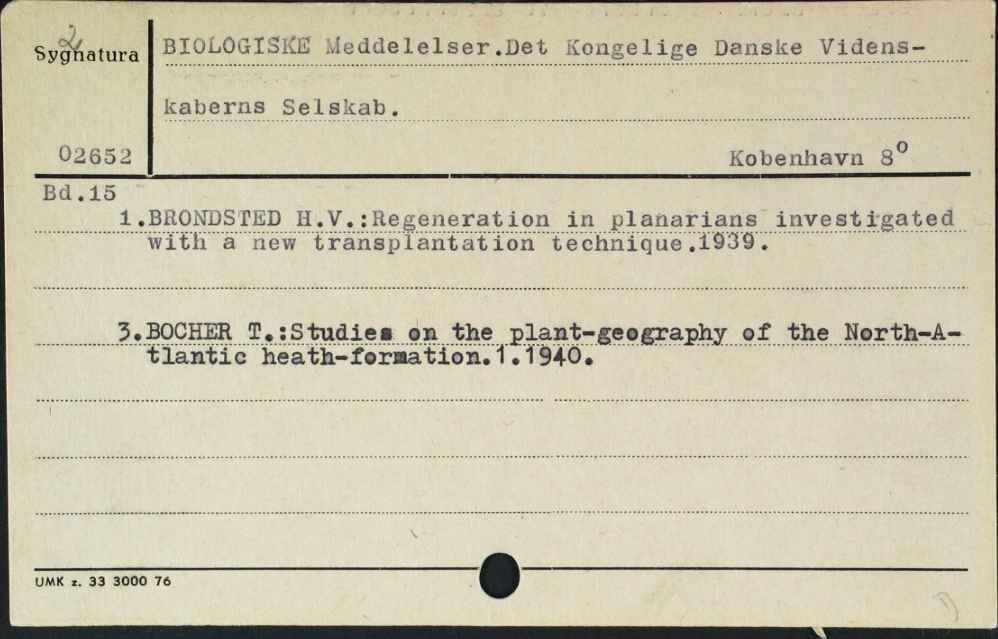 2
Sygnatura
BIOLOGISKE Meddelelser.Det Kongelige Danske Videns-
kaberns Selskab.
02652
Kobenhavn 8º
Bd.15
1.BRONDSTED H.V.:Regeneration in planarians investigated
with a new transplantation technique.1939.
3.BOCHER T.:Studies on the plant-geography of the North-A-
tlantic heath-formation.1.1940.
UMK z. 33 3000 76